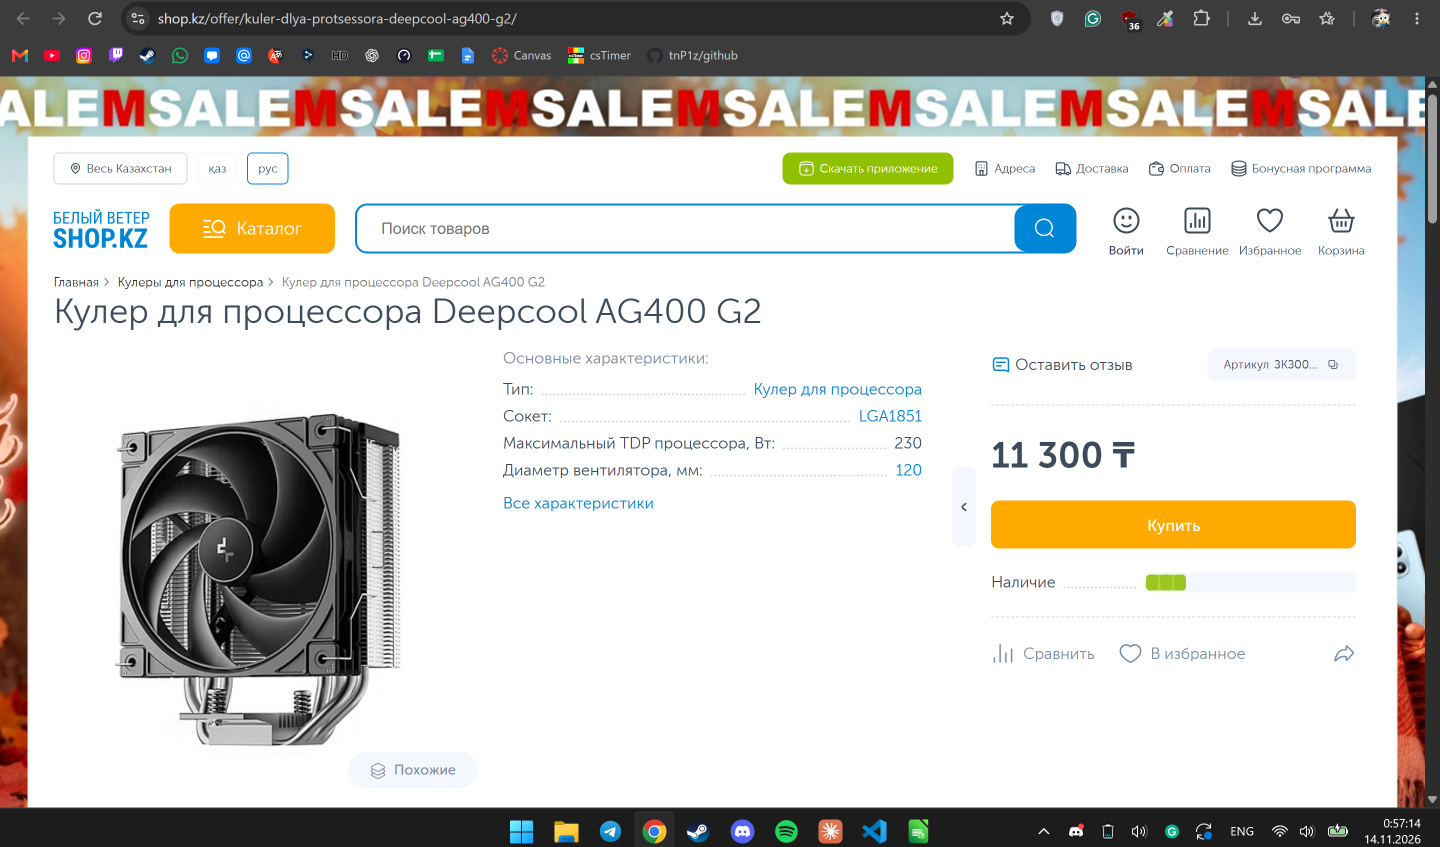 shop.kz/offer/kuler-dlya-protsessora-deepcool-ag400-g2/
36
HD
Canvas
csTimer
tnP1z/github
ALEMSALEMSALEMSALEMSALEMSALEMSALEMSALE
Весь Казахстан
қаз
рус
Скачать приложение
Адреса
Доставка
Оплата
Бонусная программа
БЕЛЫЙ ВЕТЕР
SHOP.KZ
Каталог
Поиск товаров
Войти
Сравнение
Избранное
Корзина
Главная > Кулеры для процессора > Кулер для процессора Deepcool AG400 G2
Кулер для процессора Deepcool AG400 G2
Основные характеристики:
Тип: Кулер для процессора
Сокет: LGA1851
Максимальный TDP процессора, Вт: 230
Диаметр вентилятора, мм: 120
Все характеристики
Похожие
Оставить отзыв
Артикул ЗК300...
11 300 ₸
Купить
Наличие
Сравнить
В избранное
ENG
0:57:14
14.11.2026